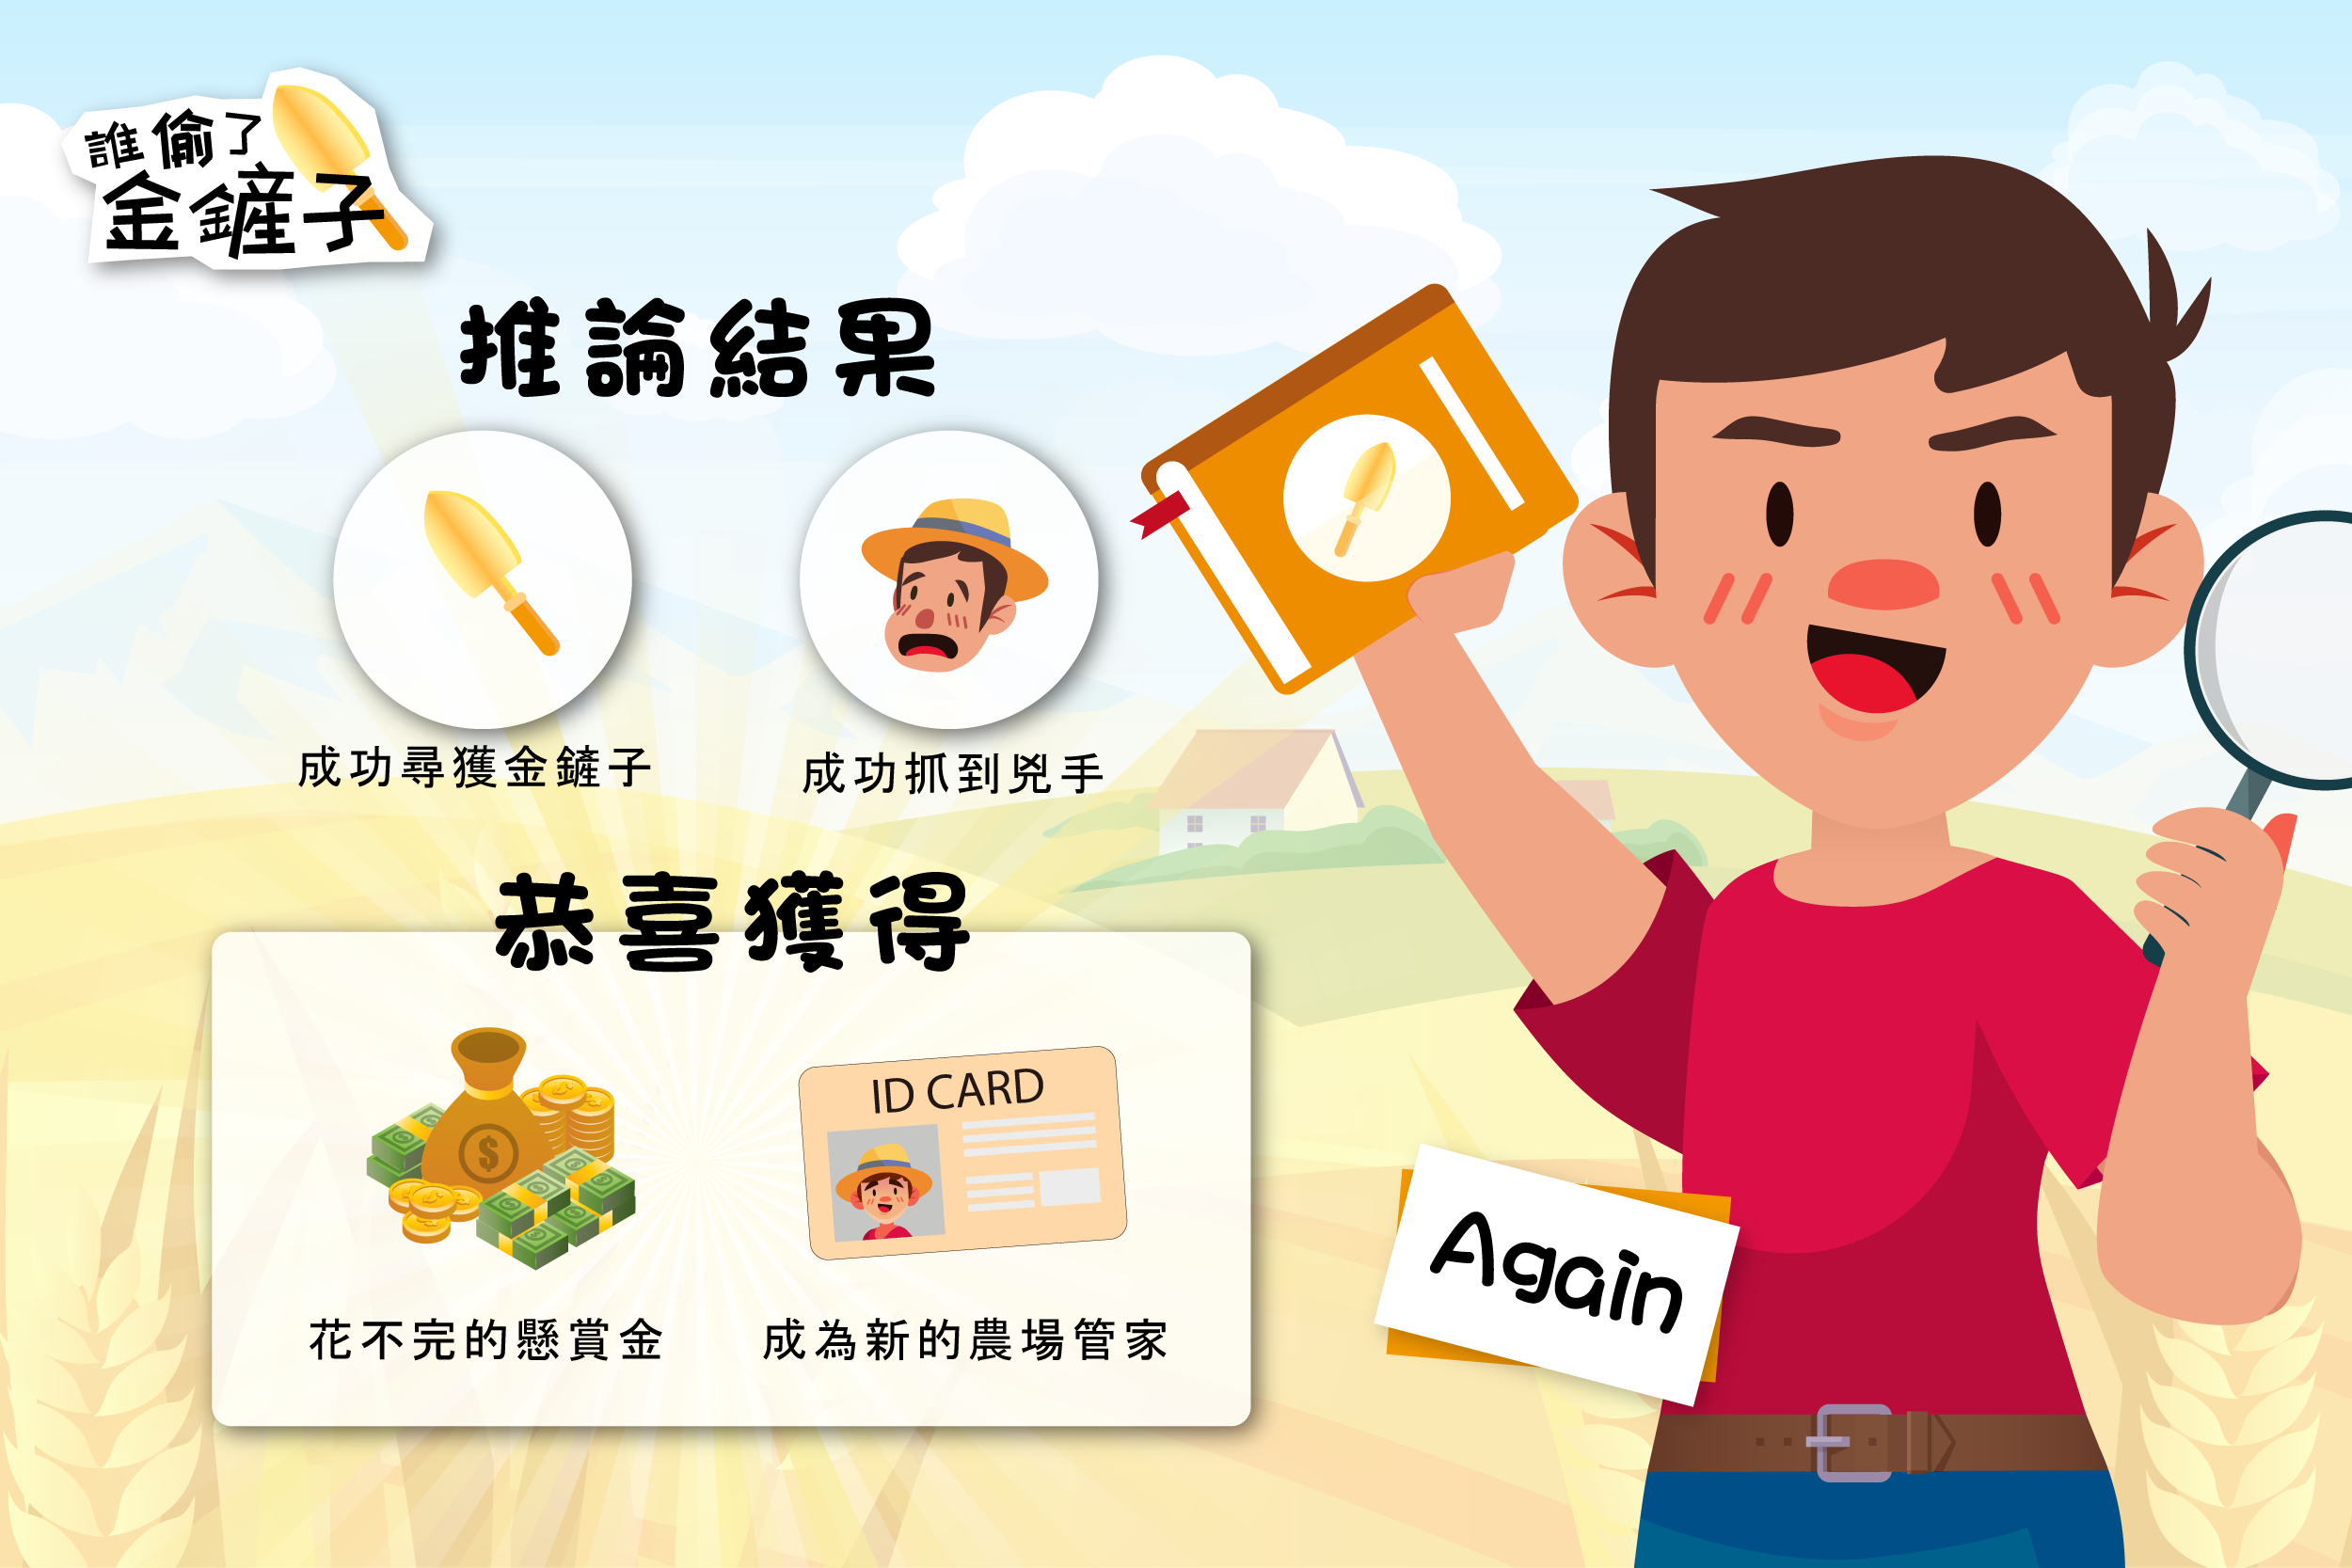 誰偷了
金鏟子
推論結果
成功尋獲金鏟子
成功抓到兇手
恭喜獲得
$
ID CARD
花不完的懸賞金
成為新的農場管家
Again